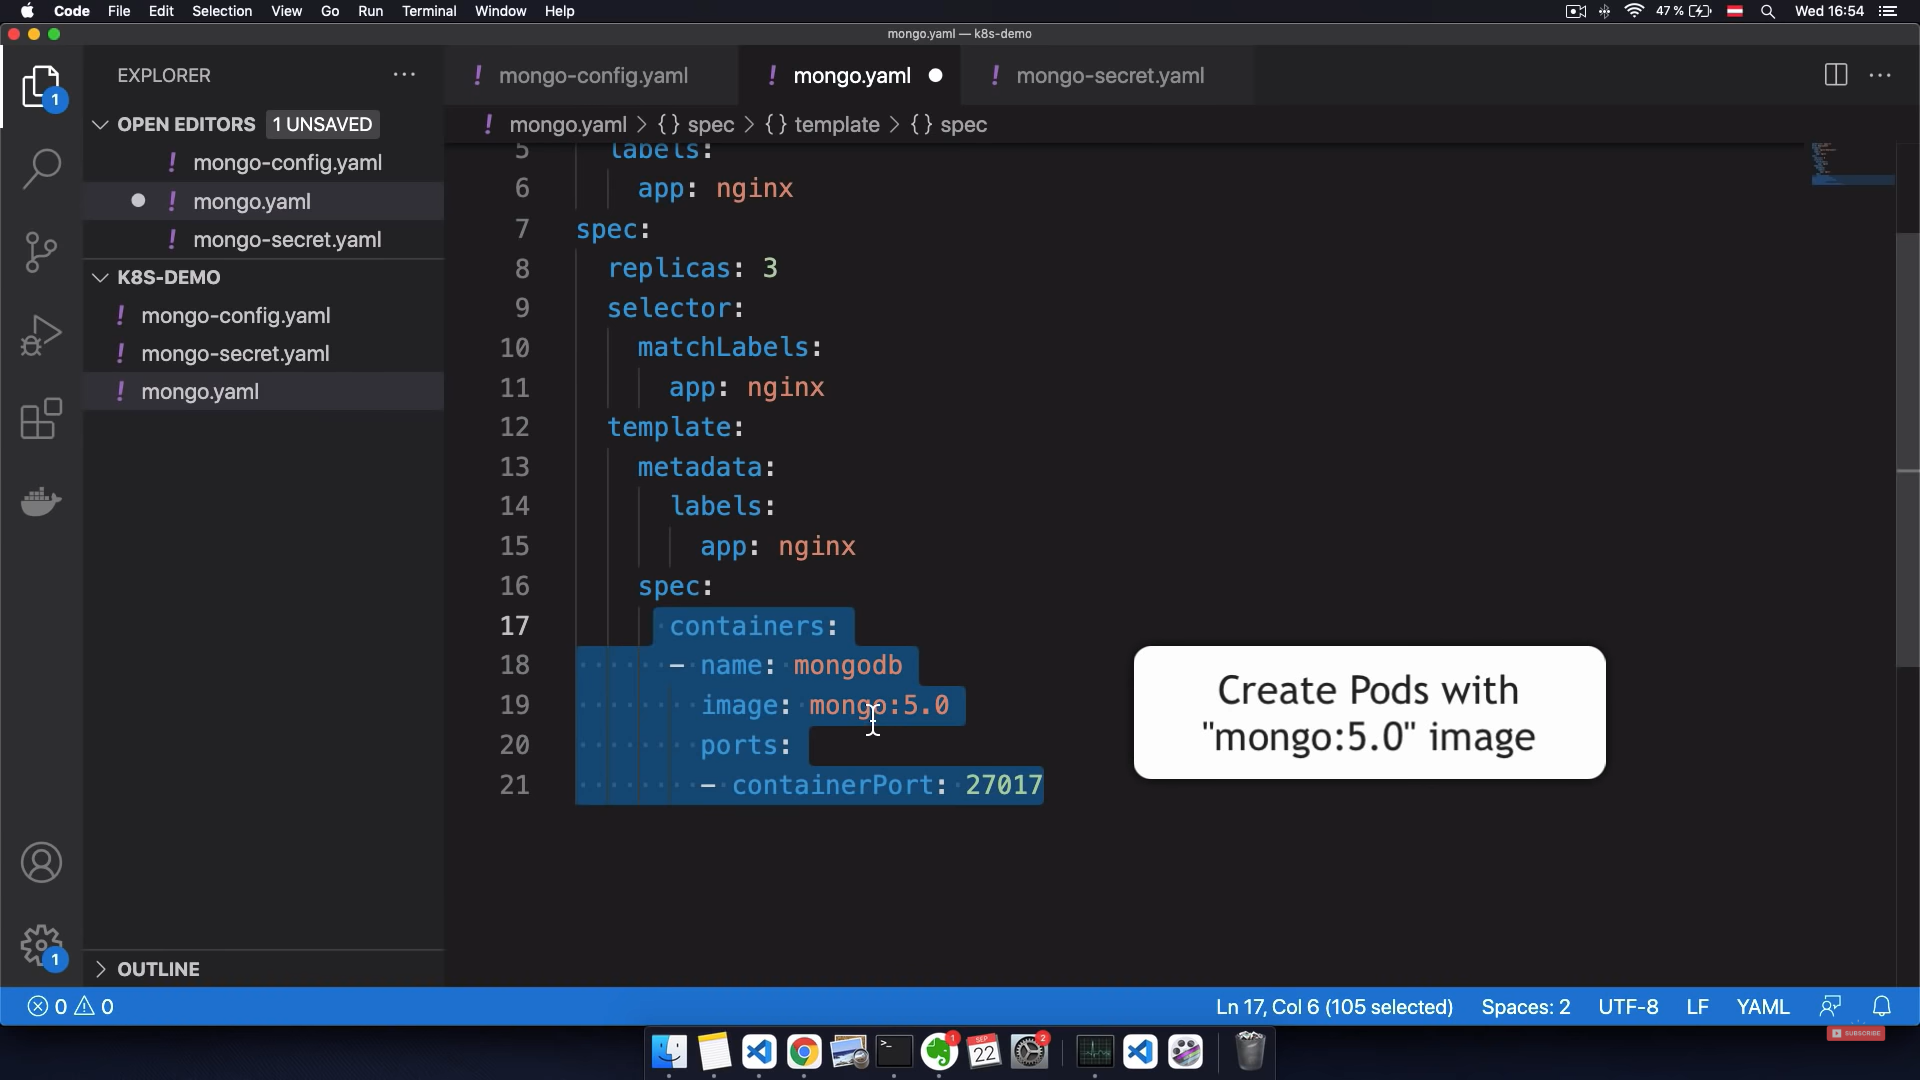 Code File Edit Selection View Go Run Terminal Window Help 47 % Wed 16:54
mongo.yaml — k8s-demo
EXPLORER
mongo-config.yaml mongo.yaml mongo-secret.yaml
OPEN EDITORS 1 UNSAVED
mongo.yaml > {} spec > {} template > {} spec
mongo-config.yaml
mongo.yaml
mongo-secret.yaml
K8S-DEMO
mongo-config.yaml
mongo-secret.yaml
mongo.yaml
OUTLINE
5 labels:
6 app: nginx
7 spec:
8 replicas: 3
9 selector:
10 matchLabels:
11 app: nginx
12 template:
13 metadata:
14 labels:
15 app: nginx
16 spec:
17 containers:
18 - name: mongodb
19 image: mongo:5.0
20 ports:
21 - containerPort: 27017
Create Pods with
"mongo:5.0" image
1
1
0 0 Ln 17, Col 6 (105 selected) Spaces: 2 UTF-8 LF YAML
SUBSCRIBE
1 SEP 22 2